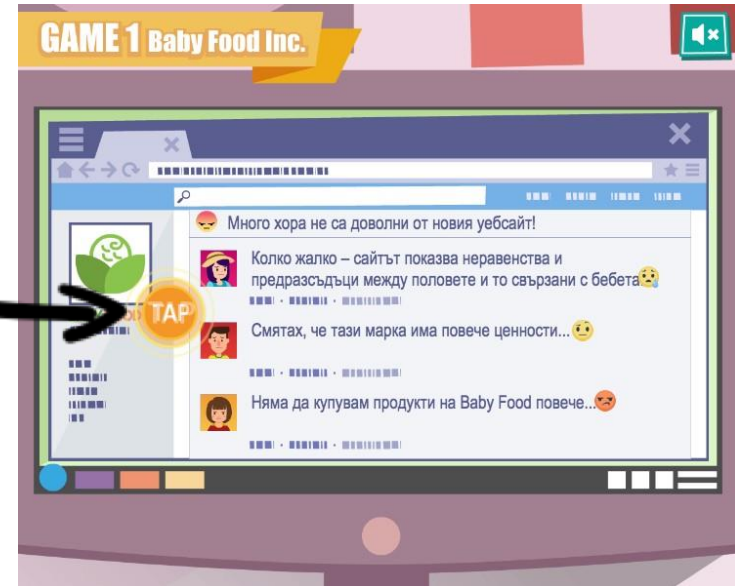 GAME 1 Baby Food Inc.
Много хора не са доволни от новия уебсайт!
Колко жалко – сайтът показва неравенства и
предразсъдъци между половете и то свързани с бебета
TAP
Смятах, че тази марка има повече ценности...
Няма да купувам продукти на Baby Food повече...